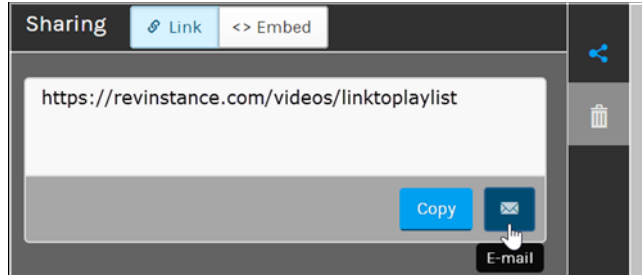 Sharing
Link
<> Embed
https://revinstance.com/videos/linktoplaylist
Copy
E-mail